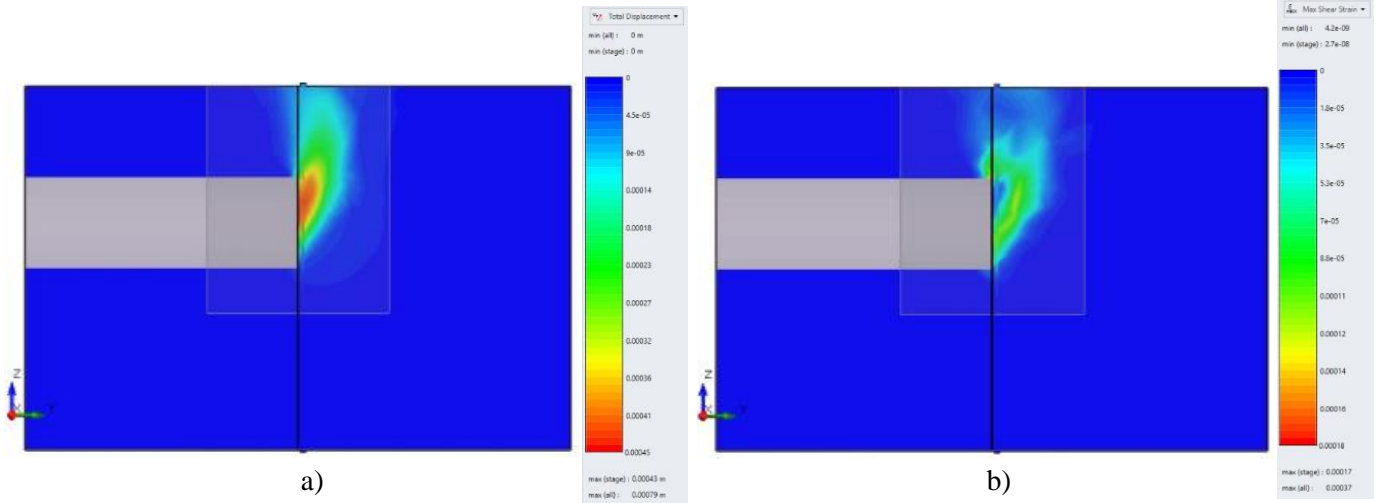 Total Displacement
min (all) : 0 m
min (stage) : 0 m
0
4.5e-05
9e-05
0.00014
0.00018
0.00023
0.00027
0.00032
0.00036
0.00041
0.00045
max (stage) : 0.00043 m
max (all) : 0.00079 m
Z
X
Y
a)
Max Shear Strain
min (all) : 4.2e-09
min (stage) : 2.7e-08
0
1.8e-05
3.5e-05
5.3e-05
7e-05
8.8e-05
0.00011
0.00012
0.00014
0.00016
0.00018
max (stage) : 0.00017
max (all) : 0.00037
Z
X
Y
b)